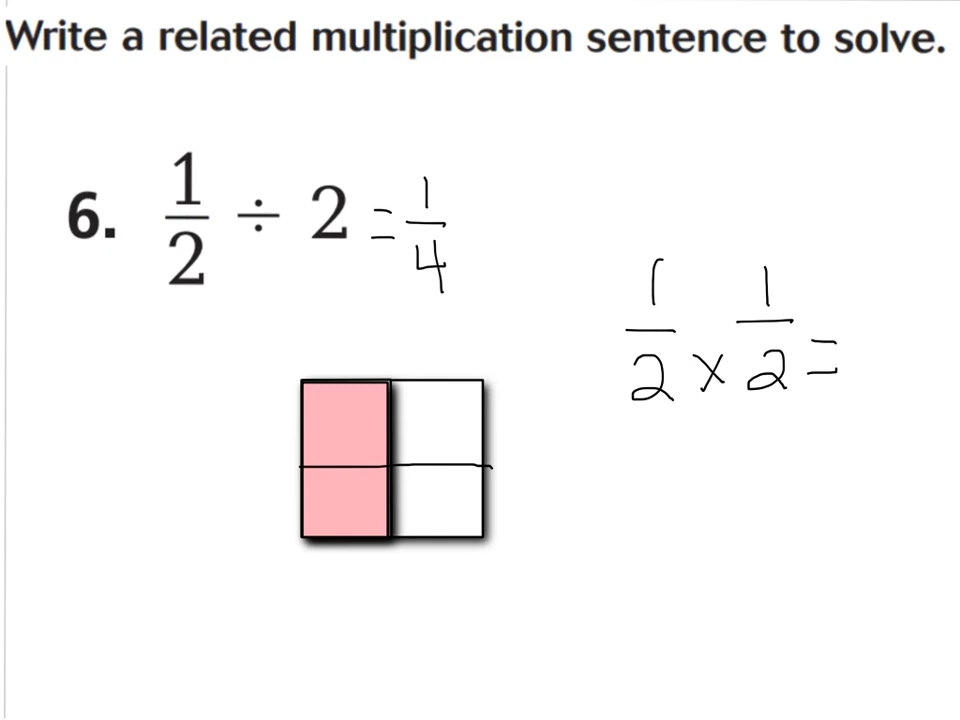 Write a related multiplication sentence to solve.
6. 1/2 ÷ 2 = 1/4
1/2 × 1/2 =